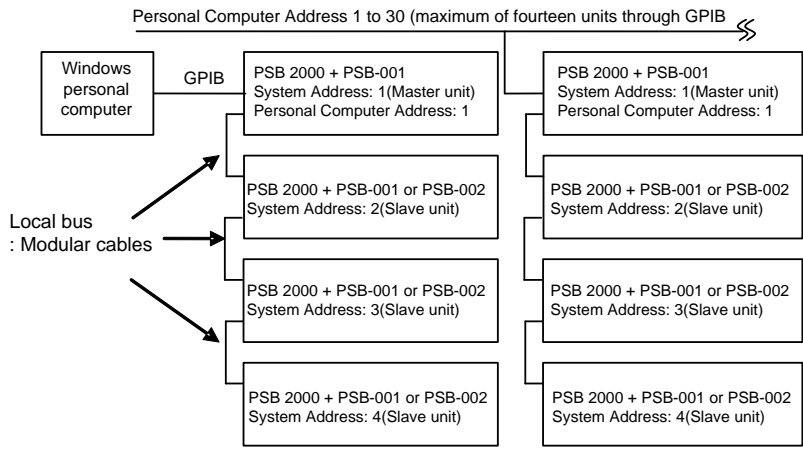 Personal Computer Address 1 to 30 (maximum of fourteen units through GPIB
Windows
personal
computer
GPIB
PSB 2000 + PSB-001
System Address: 1(Master unit)
Personal Computer Address: 1
PSB 2000 + PSB-001
System Address: 1(Master unit)
Personal Computer Address: 1
PSB 2000 + PSB-001 or PSB-002
System Address: 2(Slave unit)
PSB 2000 + PSB-001 or PSB-002
System Address: 2(Slave unit)
Local bus
: Modular cables
PSB 2000 + PSB-001 or PSB-002
System Address: 3(Slave unit)
PSB 2000 + PSB-001 or PSB-002
System Address: 3(Slave unit)
PSB 2000 + PSB-001 or PSB-002
System Address: 4(Slave unit)
PSB 2000 + PSB-001 or PSB-002
System Address: 4(Slave unit)